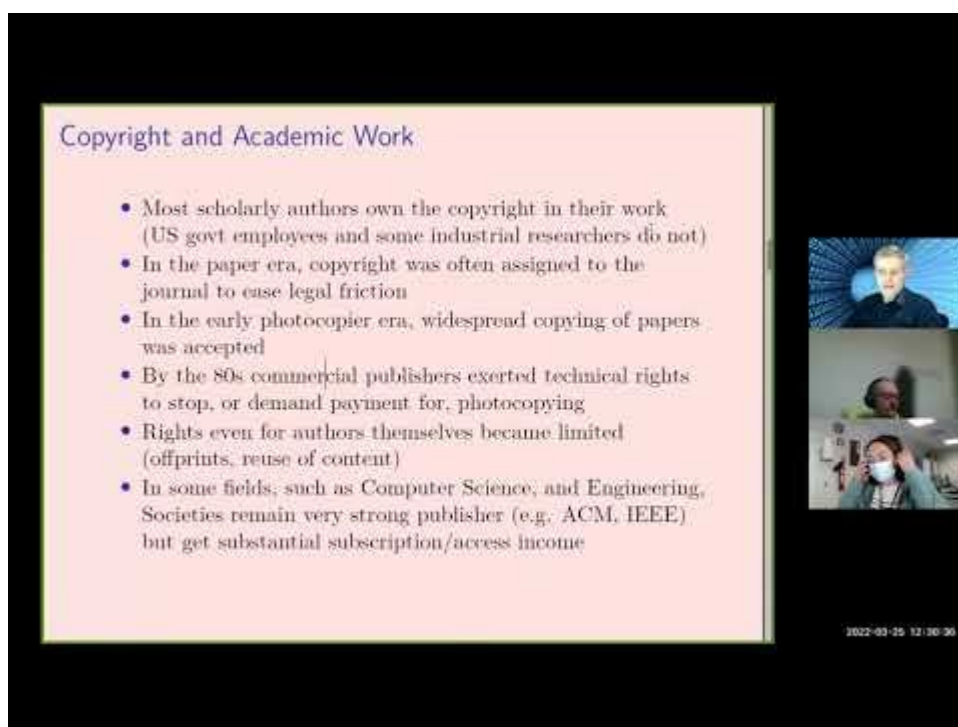 Copyright and Academic Work
• Most scholarly authors own the copyright in their work
(US govt employees and some industrial researchers do not)
• In the paper era, copyright was often assigned to the
journal to ease legal friction
• In the early photocopier era, widespread copying of papers
was accepted
• By the 80s commercial publishers exerted technical rights
to stop, or demand payment for, photocopying
• Rights even for authors themselves became limited
(offprints, reuse of content)
• In some fields, such as Computer Science, and Engineering,
Societies remain very strong publisher (e.g. ACM, IEEE)
but get substantial subscription/access income
2022-03-25 12:30:36